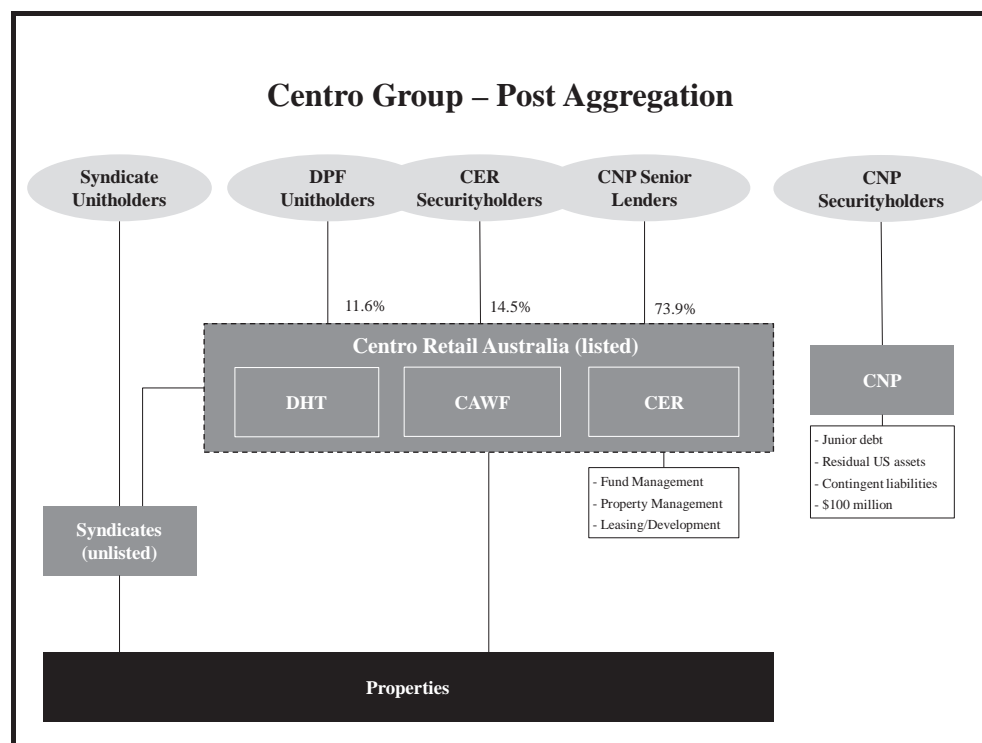 Centro Group – Post Aggregation
Syndicate
Unitholders
DPF
Unitholders
CER
Securityholders
CNP Senior
Lenders
CNP
Securityholders
11.6%
14.5%
73.9%
Centro Retail Australia (listed)
DHT
CAWF
CER
CNP
- Junior debt
- Residual US assets
- Contingent liabilities
- $100 million
- Fund Management
- Property Management
- Leasing/Development
Syndicates
(unlisted)
Properties